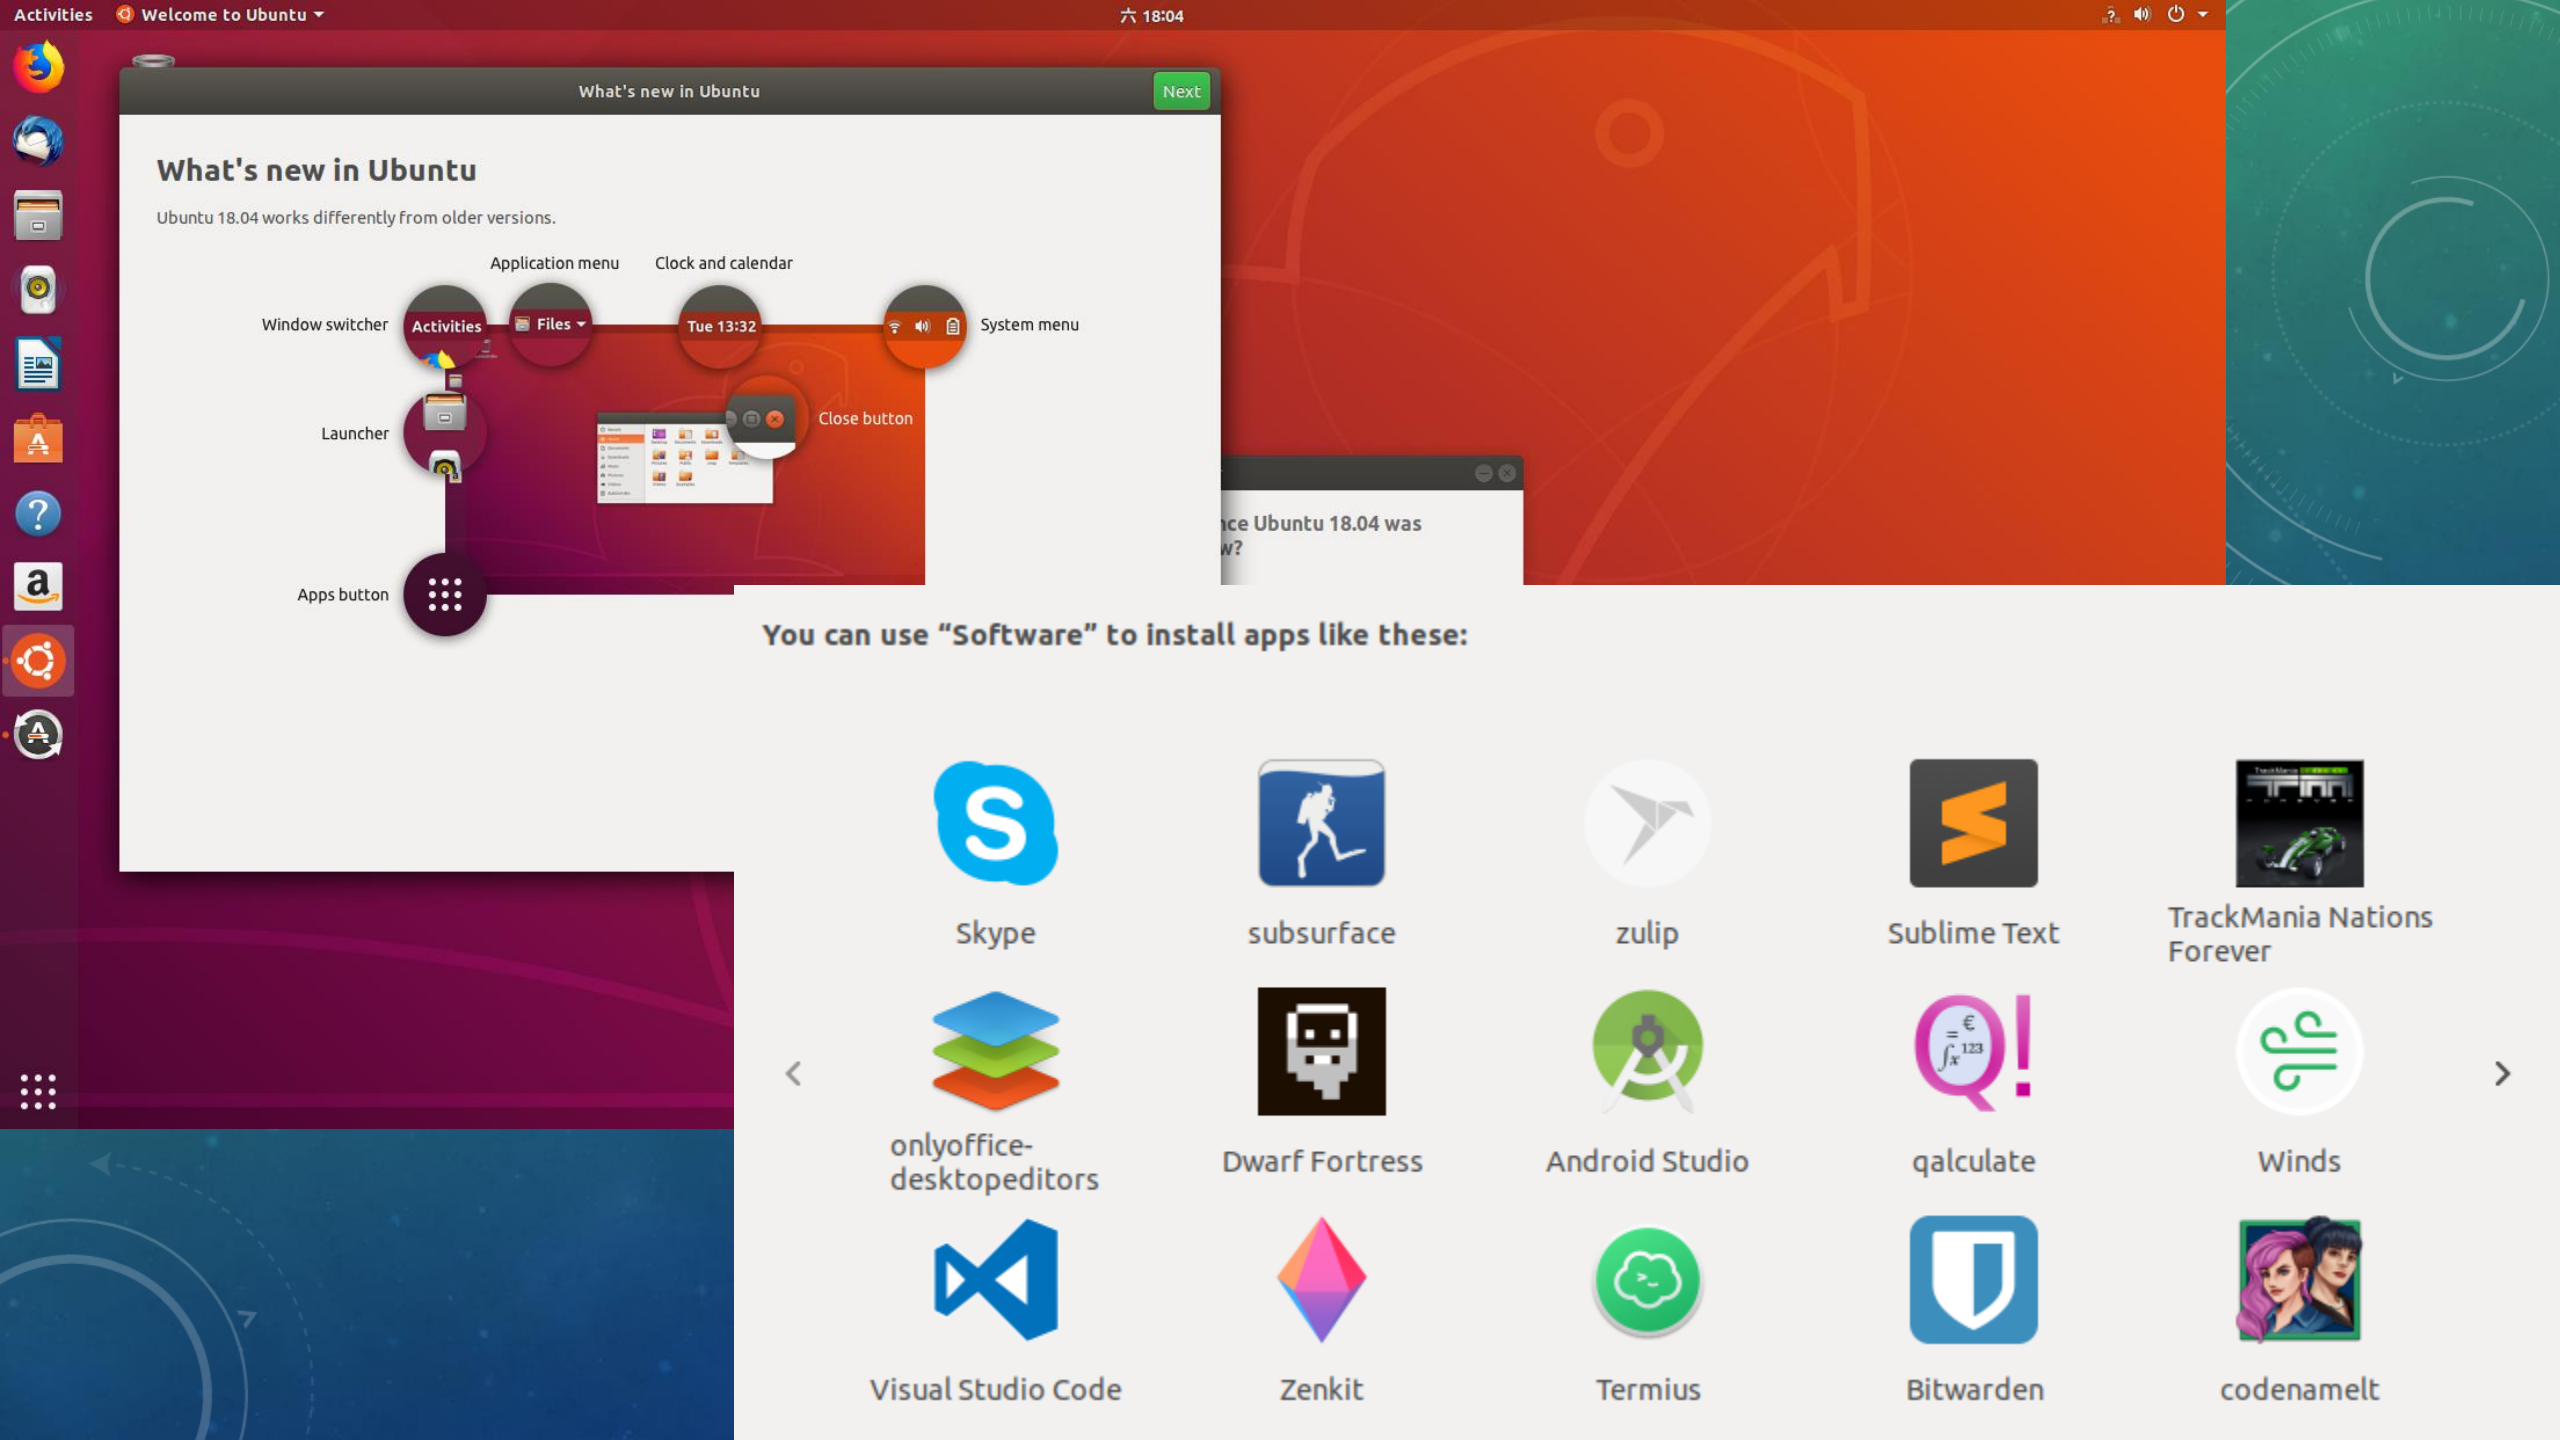 Activities Welcome to Ubuntu 六 18:04
What's new in Ubuntu Next
What's new in Ubuntu
Ubuntu 18.04 works differently from older versions.
Application menu Clock and calendar
Window switcher Activities Files Tue 13:32 System menu
Launcher Close button
Apps button
Ubuntu 18.04 was
You can use “Software” to install apps like these:
Skype subsurface zulip Sublime Text TrackMania Nations
Forever
onlyoffice-
desktopeditors Dwarf Fortress Android Studio qalculate Winds
Visual Studio Code Zenkit Termius Bitwarden codenamelt